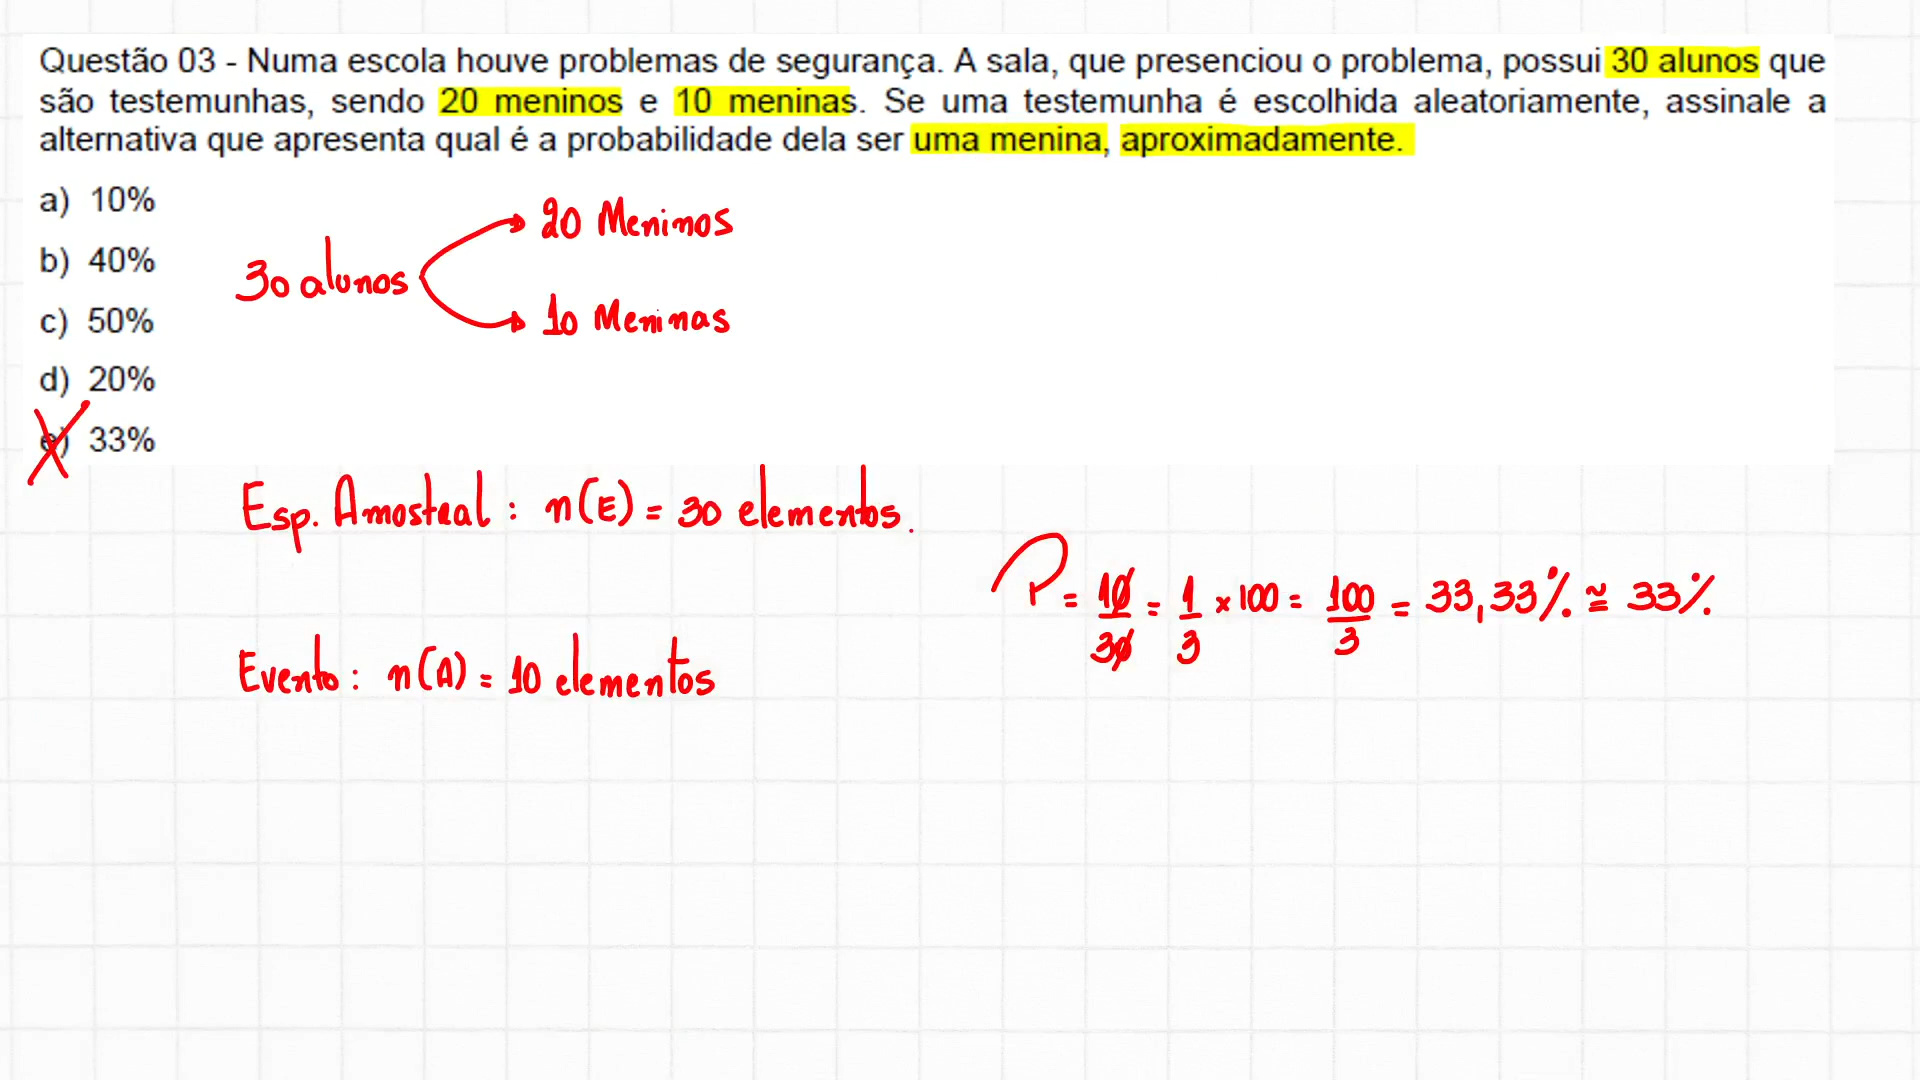 Questão 03 - Numa escola houve problemas de segurança. A sala, que presenciou o problema, possui 30 alunos que
são testemunhas, sendo 20 meninos e 10 meninas. Se uma testemunha é escolhida aleatoriamente, assinale a
alternativa que apresenta qual é a probabilidade dela ser uma menina, aproximadamente.
a) 10%
b) 40%
c) 50%
d) 20%
e) 33%
30 alunos
20 Meninos
10 Meninas
Esp. Amostral : n(E) = 30 elementos.
Evento : n(A) = 10 elementos
P = 10/30 = 1/3 x 100 = 100/3 = 33,33% ≅ 33%